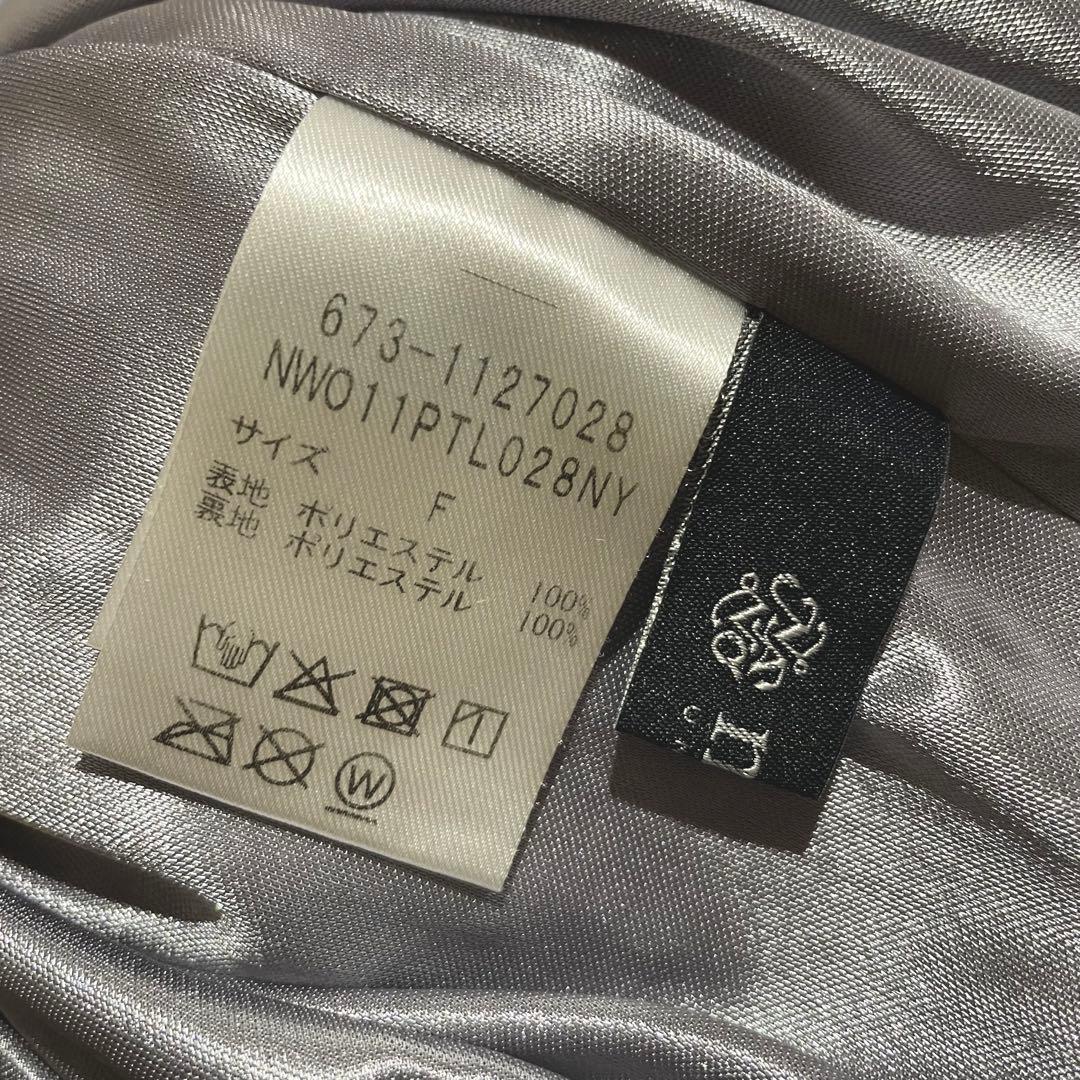 673-1127028
NW011PTL028NY
サイズ F
表地 ポリエステル 100%
裏地 ポリエステル 100%
W